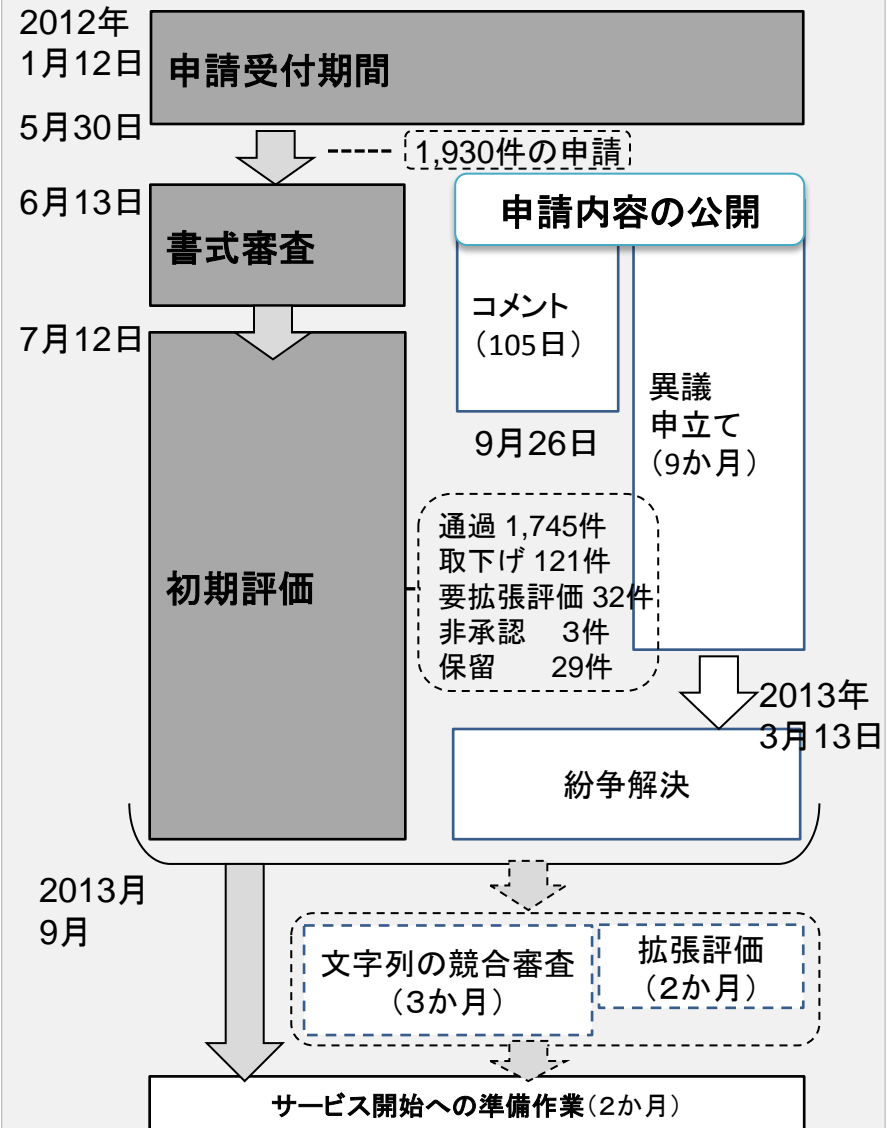 2012年
1月12日
申請受付期間
5月30日
1,930件の申請
6月13日
申請内容の公開
書式審査
コメント
（105日）
7月12日
異議
申立て
（9か月）
9月26日
通過 1,745件
取下げ 121件
要拡張評価 32件
非承認 3件
保留 29件
初期評価
2013年
3月13日
紛争解決
2013月
9月
文字列の競合審査
（3か月）
拡張評価
（2か月）
サービス開始への準備作業（2か月）